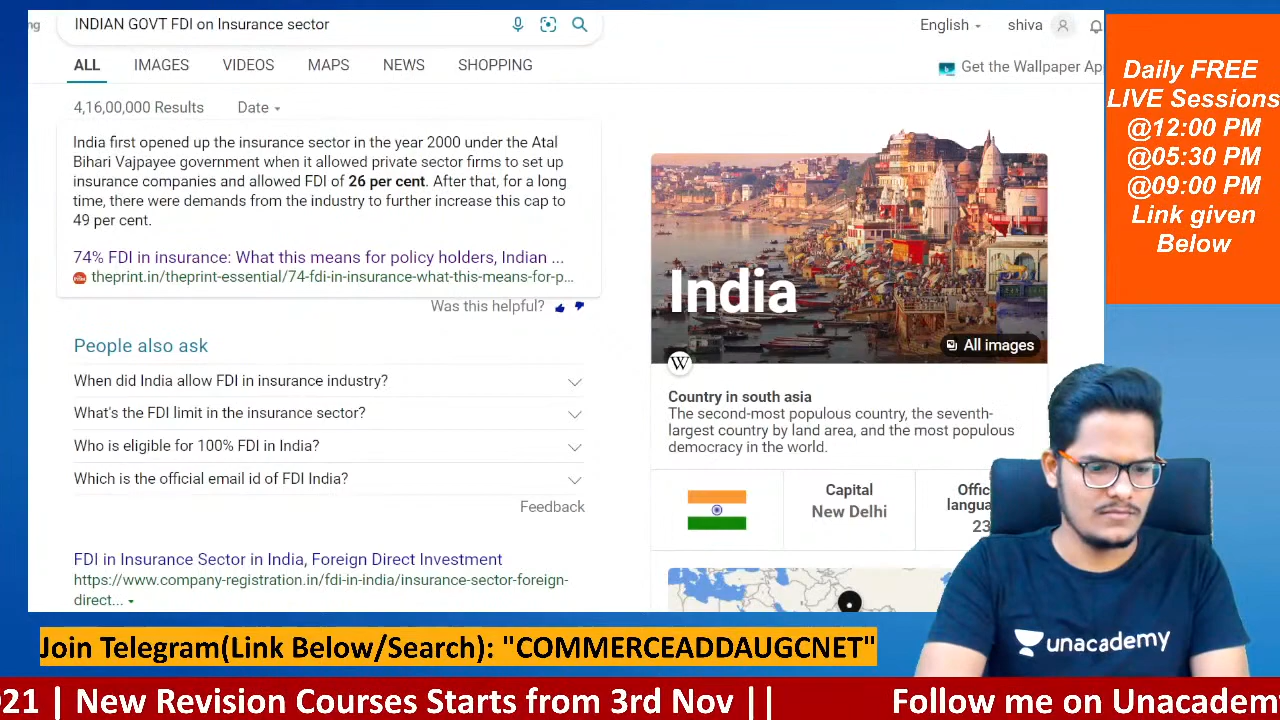 ng
INDIAN GOVT FDI on Insurance sector
English
shiva
ALL IMAGES VIDEOS MAPS NEWS SHOPPING
Get the Wallpaper App
4,16,00,000 Results Date
India first opened up the insurance sector in the year 2000 under the Atal
Bihari Vajpayee government when it allowed private sector firms to set up
insurance companies and allowed FDI of 26 per cent. After that, for a long
time, there were demands from the industry to further increase this cap to
49 per cent.
74% FDI in insurance: What this means for policy holders, Indian ...
theprint.in/theprint-essential/74-fdi-in-insurance-what-this-means-for-p...
Was this helpful?
People also ask
When did India allow FDI in insurance industry?
What's the FDI limit in the insurance sector?
Who is eligible for 100% FDI in India?
Which is the official email id of FDI India?
Feedback
FDI in Insurance Sector in India, Foreign Direct Investment
https://www.company-registration.in/fdi-in-india/insurance-sector-foreign-
direct...
India
All images
W
Country in south asia
The second-most populous country, the seventh-
largest country by land area, and the most populous
democracy in the world.
Capital
New Delhi
Offic
langua
23
Daily FREE
LIVE Sessions
@12:00 PM
@05:30 PM
@09:00 PM
Link given
Below
unacademy
Join Telegram(Link Below/Search): "COMMERCEADDAUGCNET"
21 | New Revision Courses Starts from 3rd Nov || Follow me on Unacadem